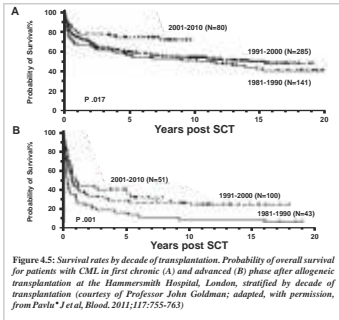 A
Probability of Survival%
100
80
60
40
20
0
2001-2010 (N=80)
1991-2000 (N=285)
1981-1990 (N=141)
P .017
0 5 10 15 20
Years post SCT
B
Probability of Survival%
100
80
60
40
20
0
2001-2010 (N=51)
1991-2000 (N=100)
1981-1990 (N=43)
P .001
0 5 10 15 20
Years post SCT
Figure 4.5: Survival rates by decade of transplantation. Probability of overall survival
for patients with CML in first chronic (A) and advanced (B) phase after allogeneic
transplantation at the Hammersmith Hospital, London, stratified by decade of
transplantation (courtesy of Professor John Goldman; adapted, with permission,
from Pavlu* J et al, Blood. 2011;117:755-763)